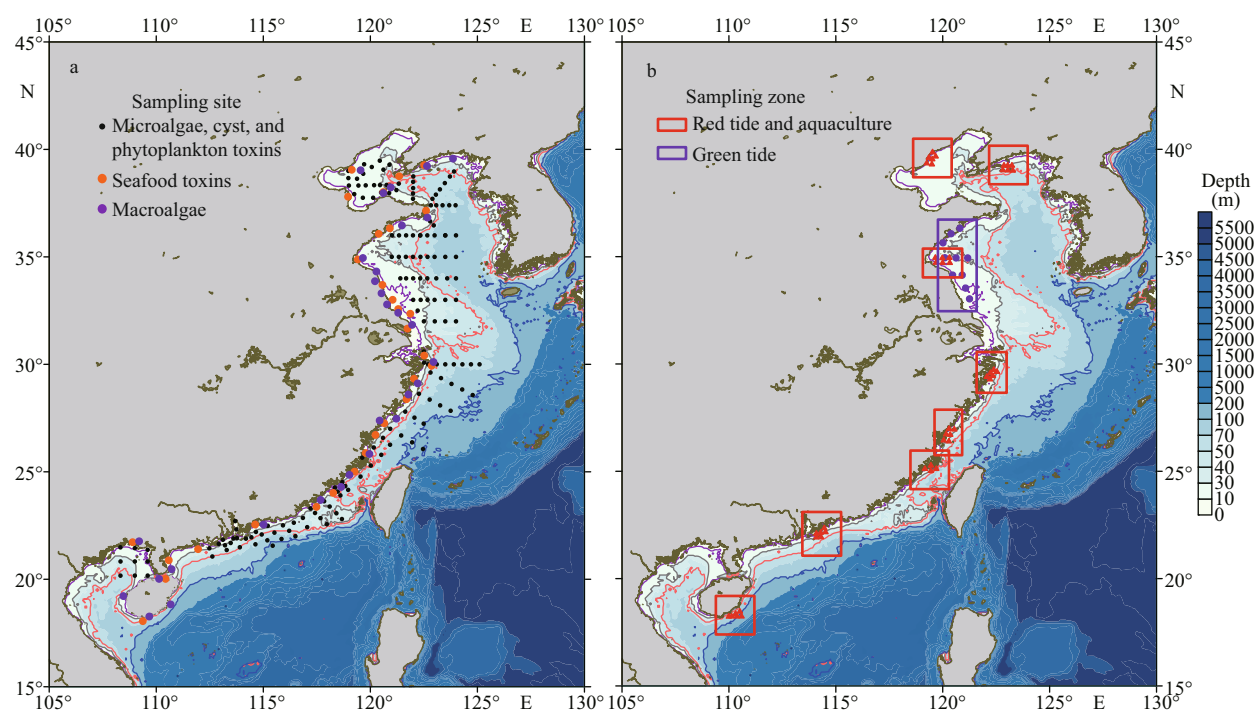 105° 110° 115° 120° 125° E 130°
105° 110° 115° 120° 125° E 130°
45°
N
40°
35°
30°
25°
20°
15°
a
Sampling site
Microalgae, cyst, and
phytoplankton toxins
Seafood toxins
Macroalgae
b
Sampling zone
Red tide and aquaculture
Green tide
45°
N
40°
35°
30°
25°
20°
15°
Depth
(m)
5500
5000
4500
4000
3500
3000
2500
2000
1500
1000
500
200
100
70
50
40
30
10
0
105° 110° 115° 120° 125° E 130°
105° 110° 115° 120° 125° E 130°